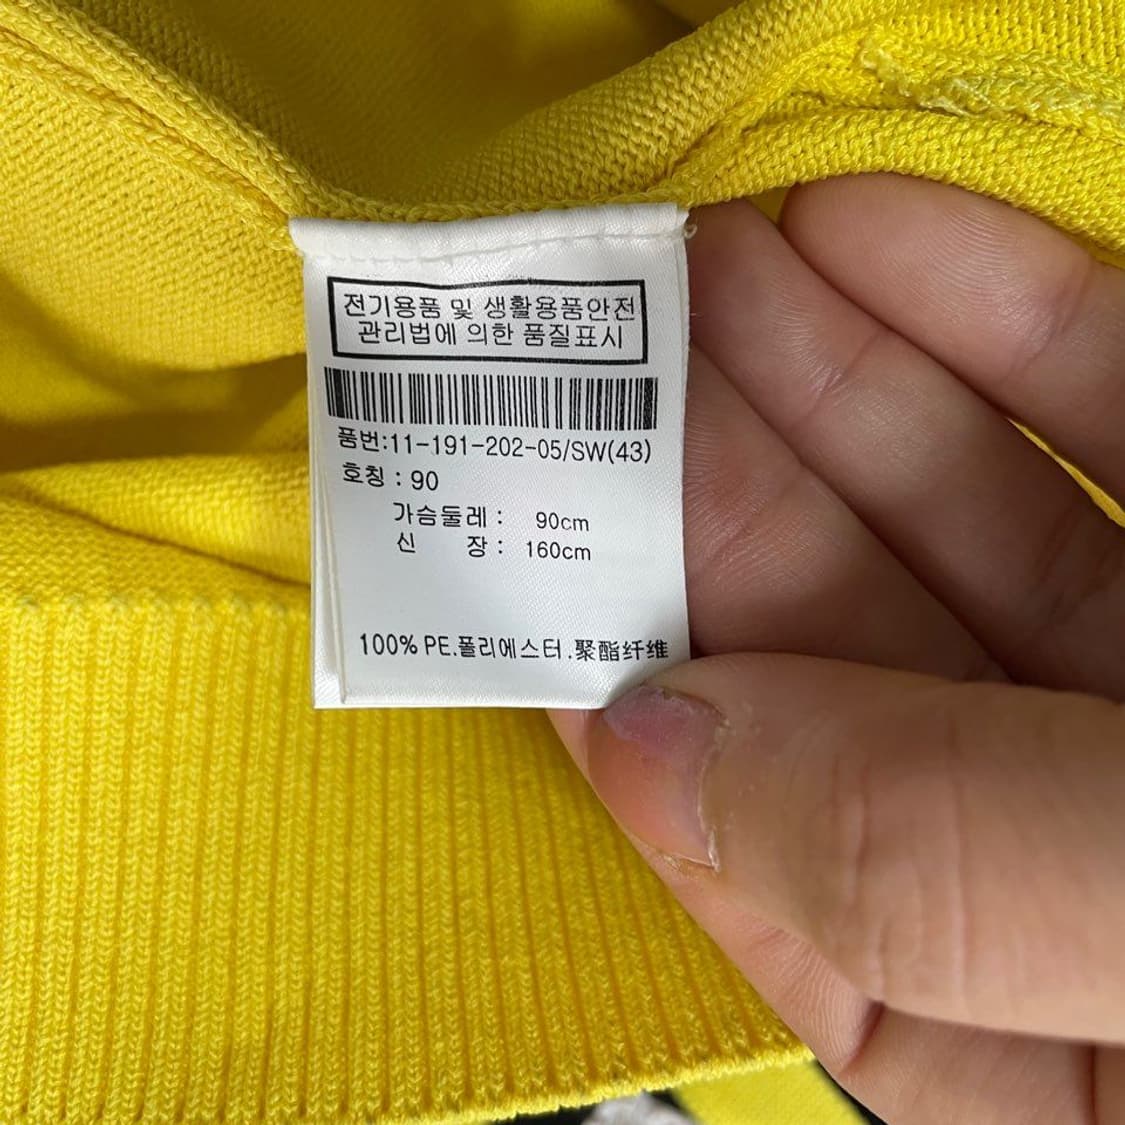 전기용품 및 생활용품안전
관리법에 의한 품질표시
품번:11-191-202-05/SW(43)
호칭 : 90
가슴둘레 : 90cm
신 장 : 160cm
100% PE.폴리에스터.聚酯纤维